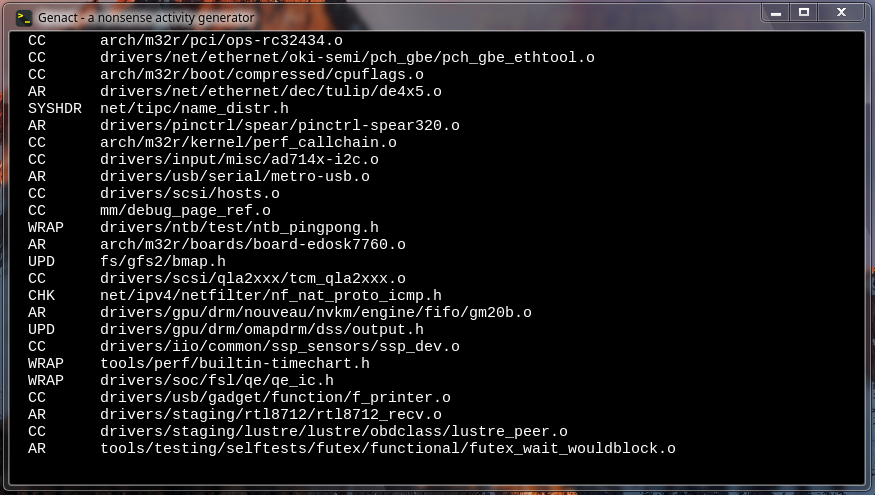 Genact - a nonsense activity generator
CC arch/m32r/pci/ops-rc32434.o
CC drivers/net/ethernet/oki-semi/pch_gbe/pch_gbe_ethtool.o
CC arch/m32r/boot/compressed/cpuflags.o
AR drivers/net/ethernet/dec/tulip/de4x5.o
SYSHDR net/tipc/name_distr.h
AR drivers/pinctrl/spear/pinctrl-spear320.o
CC arch/m32r/kernel/perf_callchain.o
CC drivers/input/misc/ad714x-i2c.o
AR drivers/usb/serial/metro-usb.o
CC drivers/scsi/hosts.o
CC mm/debug_page_ref.o
WRAP drivers/ntb/test/ntb_pingpong.h
AR arch/m32r/boards/board-edosk7760.o
UPD fs/gfs2/bmap.h
CC drivers/scsi/qla2xxx/tcm_qla2xxx.o
CHK net/ipv4/netfilter/nf_nat_proto_icmp.h
AR drivers/gpu/drm/nouveau/nvkm/engine/fifo/gm20b.o
UPD drivers/gpu/drm/omapdrm/dss/output.h
CC drivers/iio/common/ssp_sensors/ssp_dev.o
WRAP tools/perf/builtin-timechart.h
WRAP drivers/soc/fsl/qe/qe_ic.h
CC drivers/usb/gadget/function/f_printer.o
AR drivers/staging/rtl8712/rtl8712_recv.o
CC drivers/staging/lustre/lustre/obdclass/lustre_peer.o
AR tools/testing/selftests/futex/functional/futex_wait_wouldblock.o